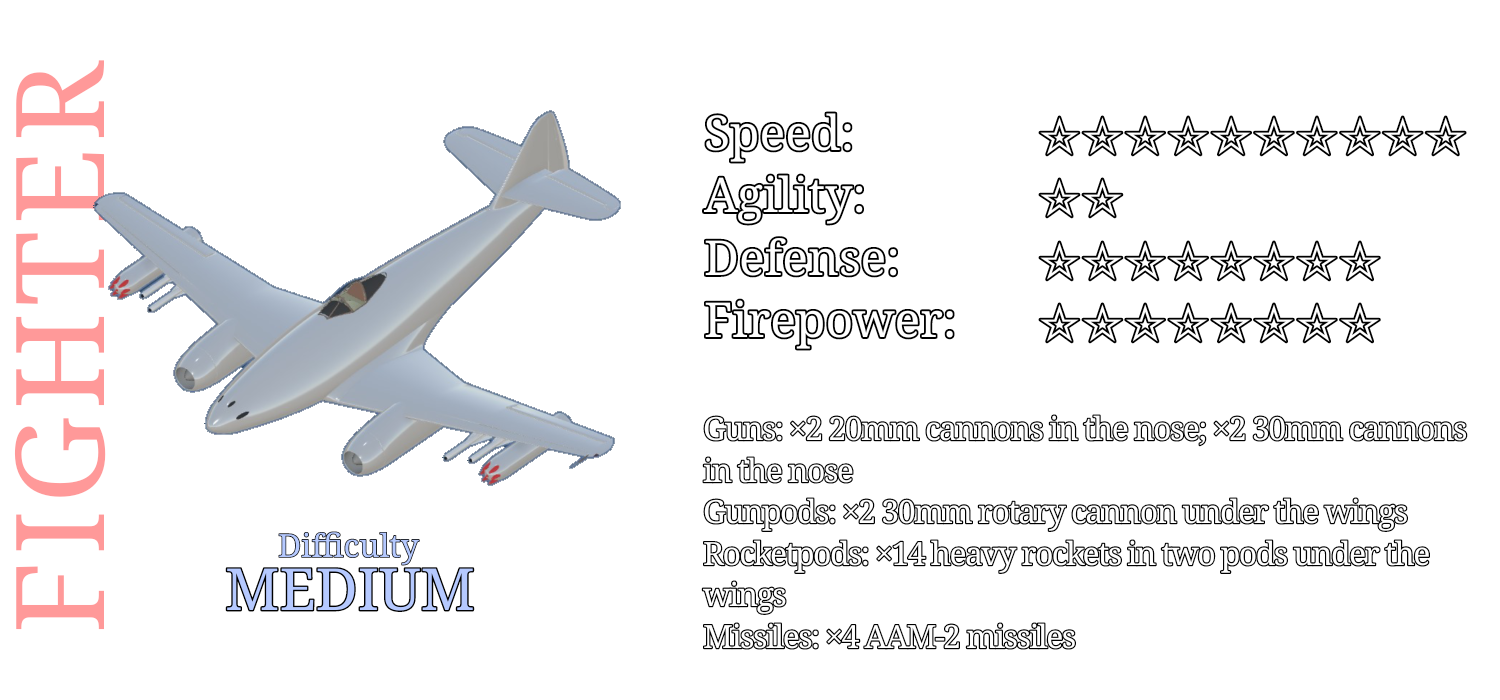 FIGHTER
Difficulty
MEDIUM
Speed: ☆☆☆☆☆☆☆☆☆☆
Agility: ☆☆
Defense: ☆☆☆☆☆☆☆☆
Firepower: ☆☆☆☆☆☆☆☆
Guns: ×2 20mm cannons in the nose; ×2 30mm cannons
in the nose
Gunpods: ×2 30mm rotary cannon under the wings
Rocketpods: ×14 heavy rockets in two pods under the
wings
Missiles: ×4 AAM-2 missiles